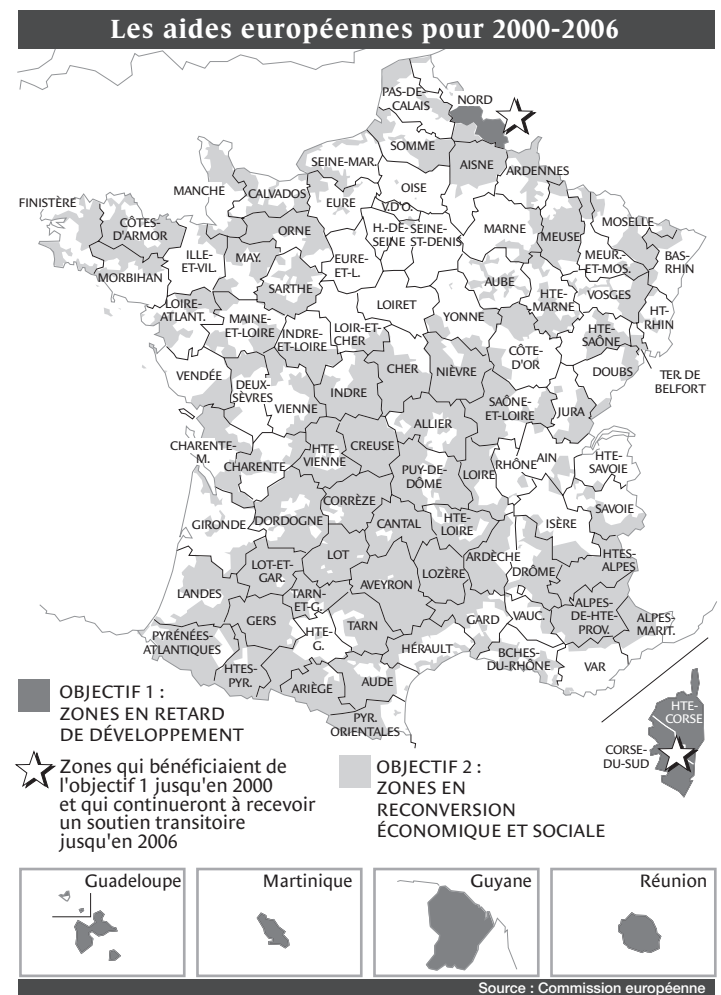 Les aides européennes pour 2000-2006
PAS-DE-
CALAIS
NORD
SOMME
AISNE
ARDENNES
SEINE-MAR.
OISE
MANCHE
CALVADOS
EURE
V.D'O.
FINISTÈRE
CÔTES-
D'ARMOR
ORNE
H.-DE-
SEINE
SEINE-
ST-DENIS
MARNE
MEUSE
MOSELLE
MEUR.-
ET-MOS.
BAS-
RHIN
ILLE-
ET-VIL.
MAY.
EURE-
ET-L.
MORBIHAN
SARTHE
AUBE
HTE-
MARNE
VOSGES
HT-
RHIN
LOIRE-
ATLANT.
MAINE-
ET-LOIRE
INDRE-
ET-LOIRE
LOIR-ET-
CHER
LOIRET
YONNE
HTE-
SAÔNE
CÔTE-
D'OR
DOUBS
TER. DE
BELFORT
VENDÉE
DEUX-
SÈVRES
VIENNE
INDRE
CHER
NIÈVRE
SAÔNE-
ET-LOIRE
JURA
ALLIER
CHARENTE-
M.
CHARENTE
HTE-
VIENNE
CREUSE
PUY-DE-
DÔME
LOIRE
RHÔNE
AIN
HTE-
SAVOIE
SAVOIE
CORRÈZE
GIRONDE
DORDOGNE
CANTAL
HTE-
LOIRE
ISÈRE
LOT-ET-
GAR.
LOT
AVEYRON
LOZÈRE
ARDÈCHE
DRÔME
HTES-
ALPES
LANDES
TARN-
ET-G.
GERS
HTE-
G.
TARN
GARD
VAUC.
ALPES-
DE-HTE-
PROV.
ALPES-
MARIT.
PYRÉNÉES-
ATLANTIQUES
HÉRAULT
BCHES-
DU-RHÔNE
VAR
HTES-
PYR.
ARIÈGE
AUDE
PYR.
ORIENTALES
HTE-
CORSE
CORSE-
DU-SUD
OBJECTIF 1 :
ZONES EN RETARD
DE DÉVELOPPEMENT
Zones qui bénéficiaient de
l'objectif 1 jusqu'en 2000
et qui continueront à recevoir
un soutien transitoire
jusqu'en 2006
OBJECTIF 2 :
ZONES EN
RECONVERSION
ÉCONOMIQUE ET SOCIALE
Guadeloupe
Martinique
Guyane
Réunion
Source : Commission européenne